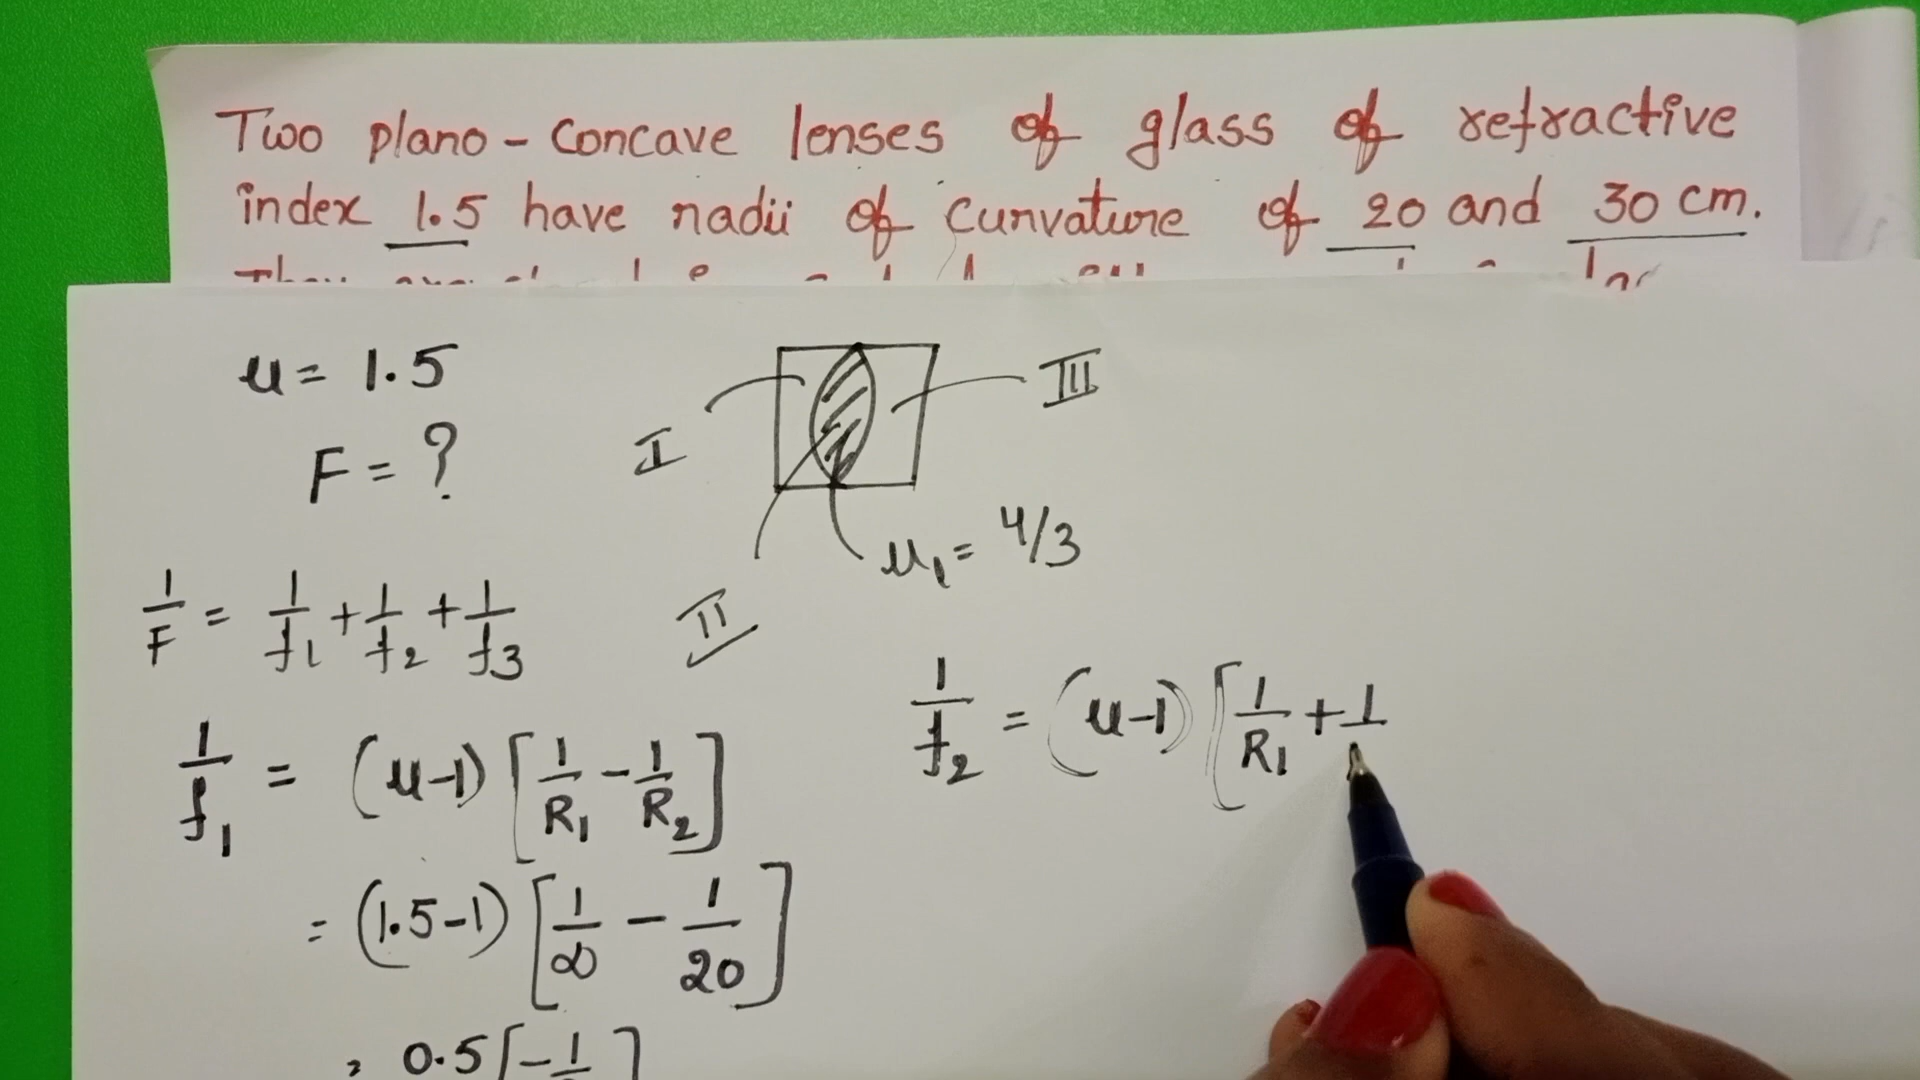 Two plano-concave lenses of glass of refractive
index 1.5 have radii of curvature of 20 and 30 cm.
μ = 1.5
F = ?
I
III
μ₁ = 4/3
II
1/F = 1/f₁ + 1/f₂ + 1/f₃
1/f₁ = (μ-1) [1/R₁ - 1/R₂]
= (1.5-1) [1/∞ - 1/20]
= 0.5 [-1/
1/f₂ = (μ-1) [1/R₁ + 1/